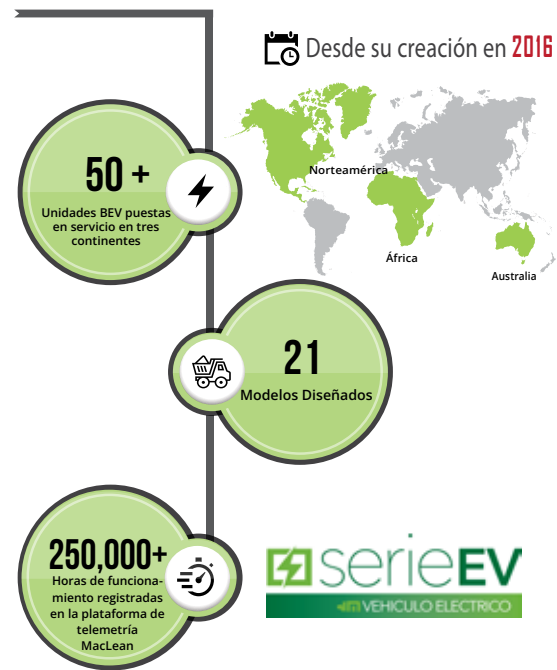 Desde su creación en 2016
Norteamérica
África
Australia
50 +
Unidades BEV puestas
en servicio en tres
continentes
21
Modelos Diseñados
250,000+
Horas de funciona-
miento registradas
en la plataforma de
telemetría
MacLean
serieEV
VEHICULO ELECTRICO